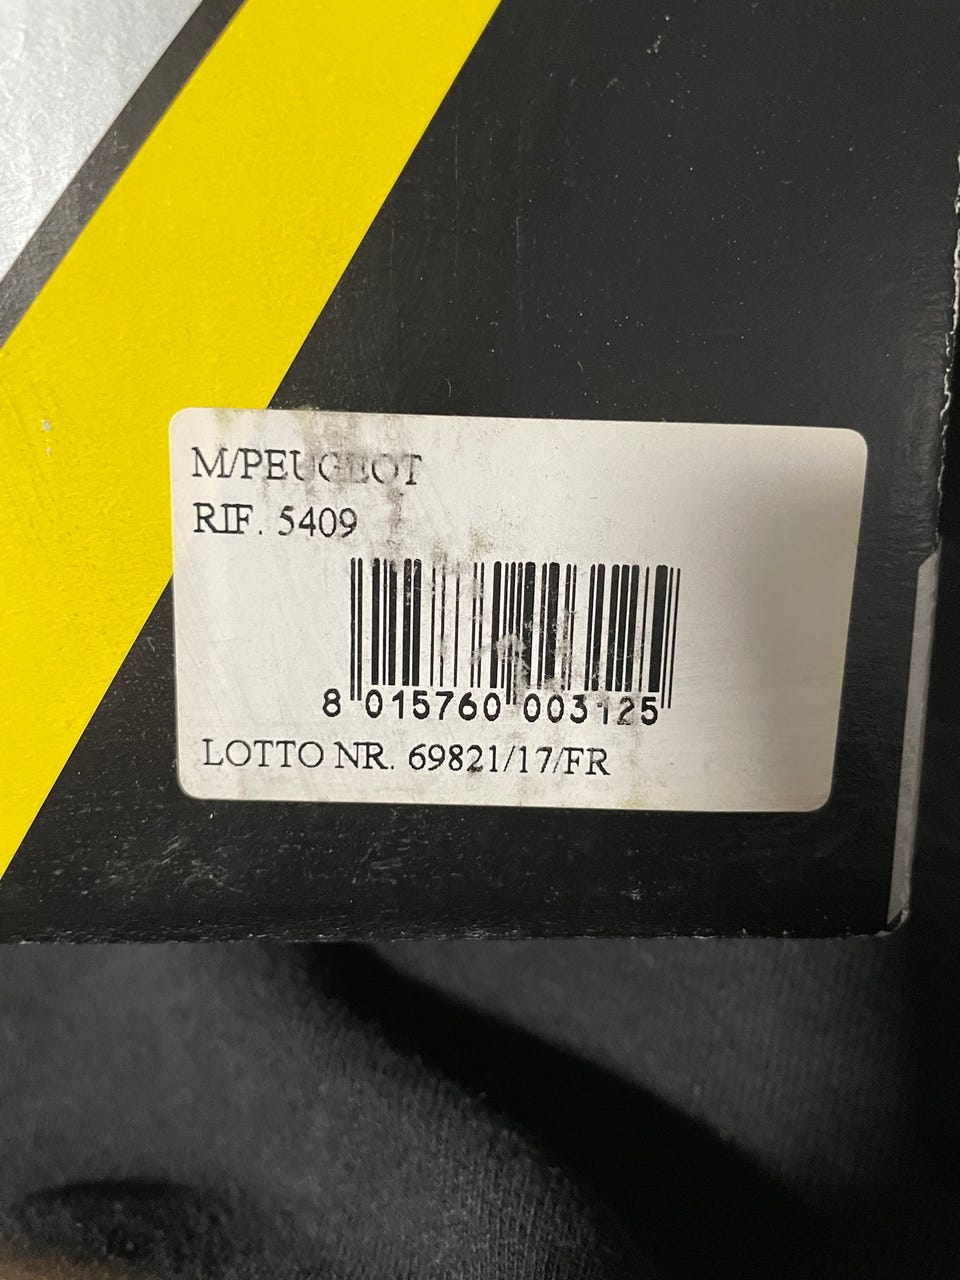 M/PEUGEOT
RIF. 5409
8 015760 003125
LOTTO NR. 69821/17/FR